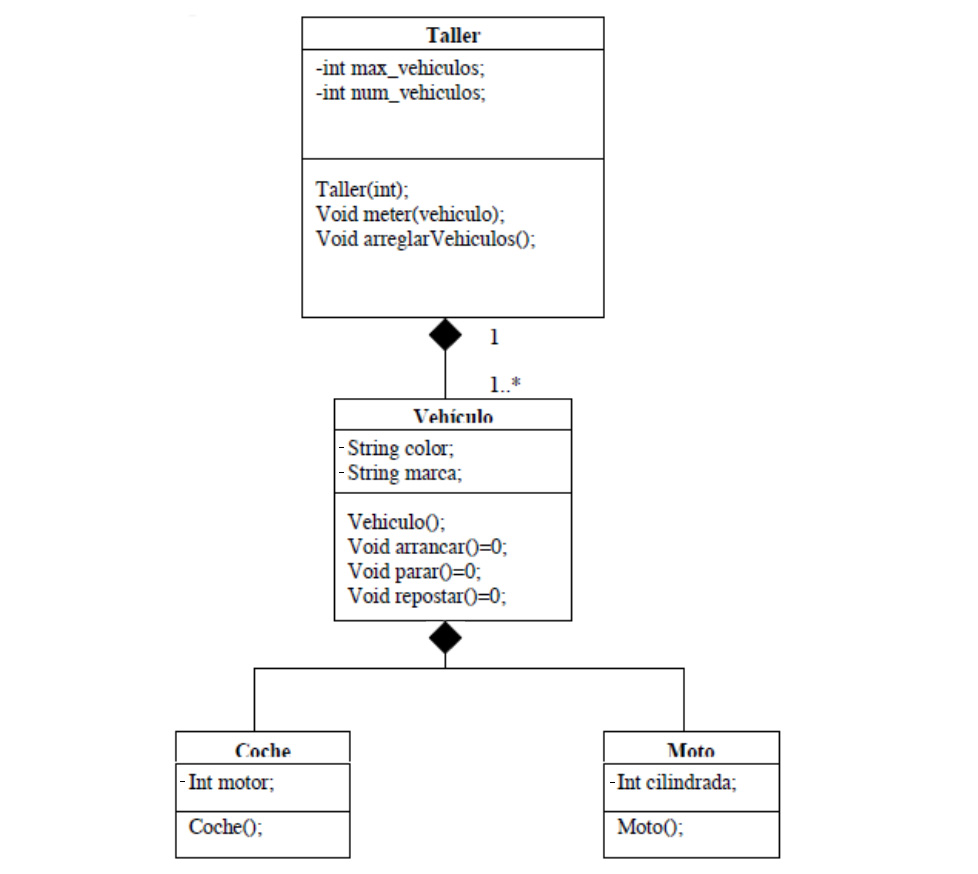 Taller
-int max_vehiculos;
-int num_vehiculos;
Taller(int);
Void meter(vehiculo);
Void arreglarVehiculos();
1
1..*
Vehículo
- String color;
- String marca;
Vehiculo();
Void arrancar()=0;
Void parar()=0;
Void repostar()=0;
Coche
- Int motor;
Coche();
Moto
- Int cilindrada;
Moto();